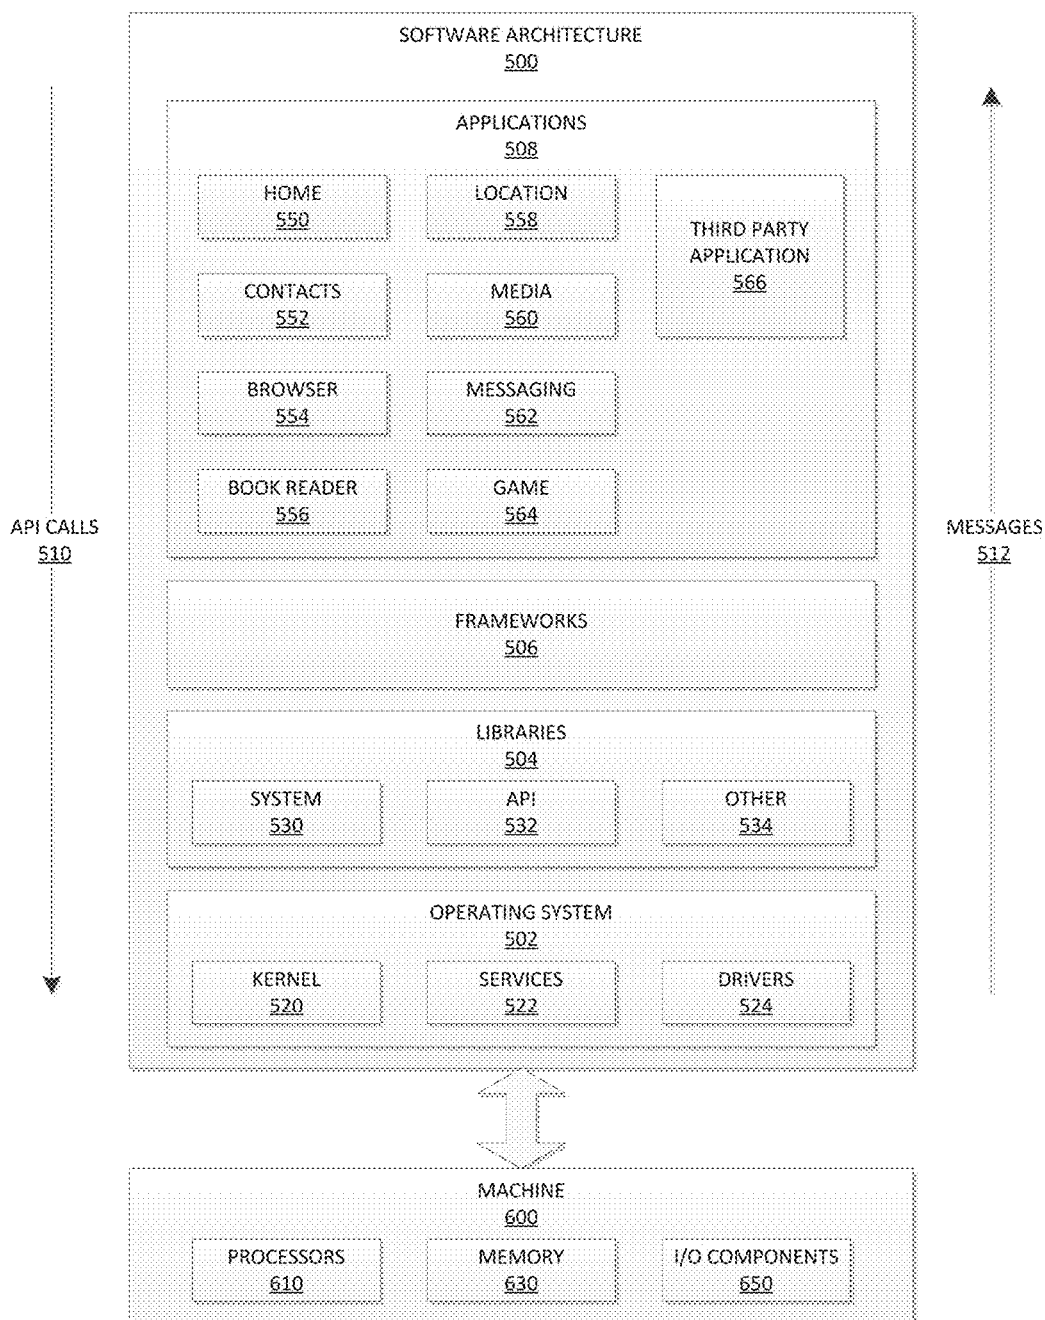 SOFTWARE ARCHITECTURE
500
APPLICATIONS
508
HOME
550
LOCATION
558
THIRD PARTY
APPLICATION
566
CONTACTS
552
MEDIA
560
BROWSER
554
MESSAGING
562
BOOK READER
556
GAME
564
API CALLS
510
MESSAGES
512
FRAMEWORKS
506
LIBRARIES
504
SYSTEM
530
API
532
OTHER
534
OPERATING SYSTEM
502
KERNEL
520
SERVICES
522
DRIVERS
524
MACHINE
600
PROCESSORS
610
MEMORY
630
I/O COMPONENTS
650